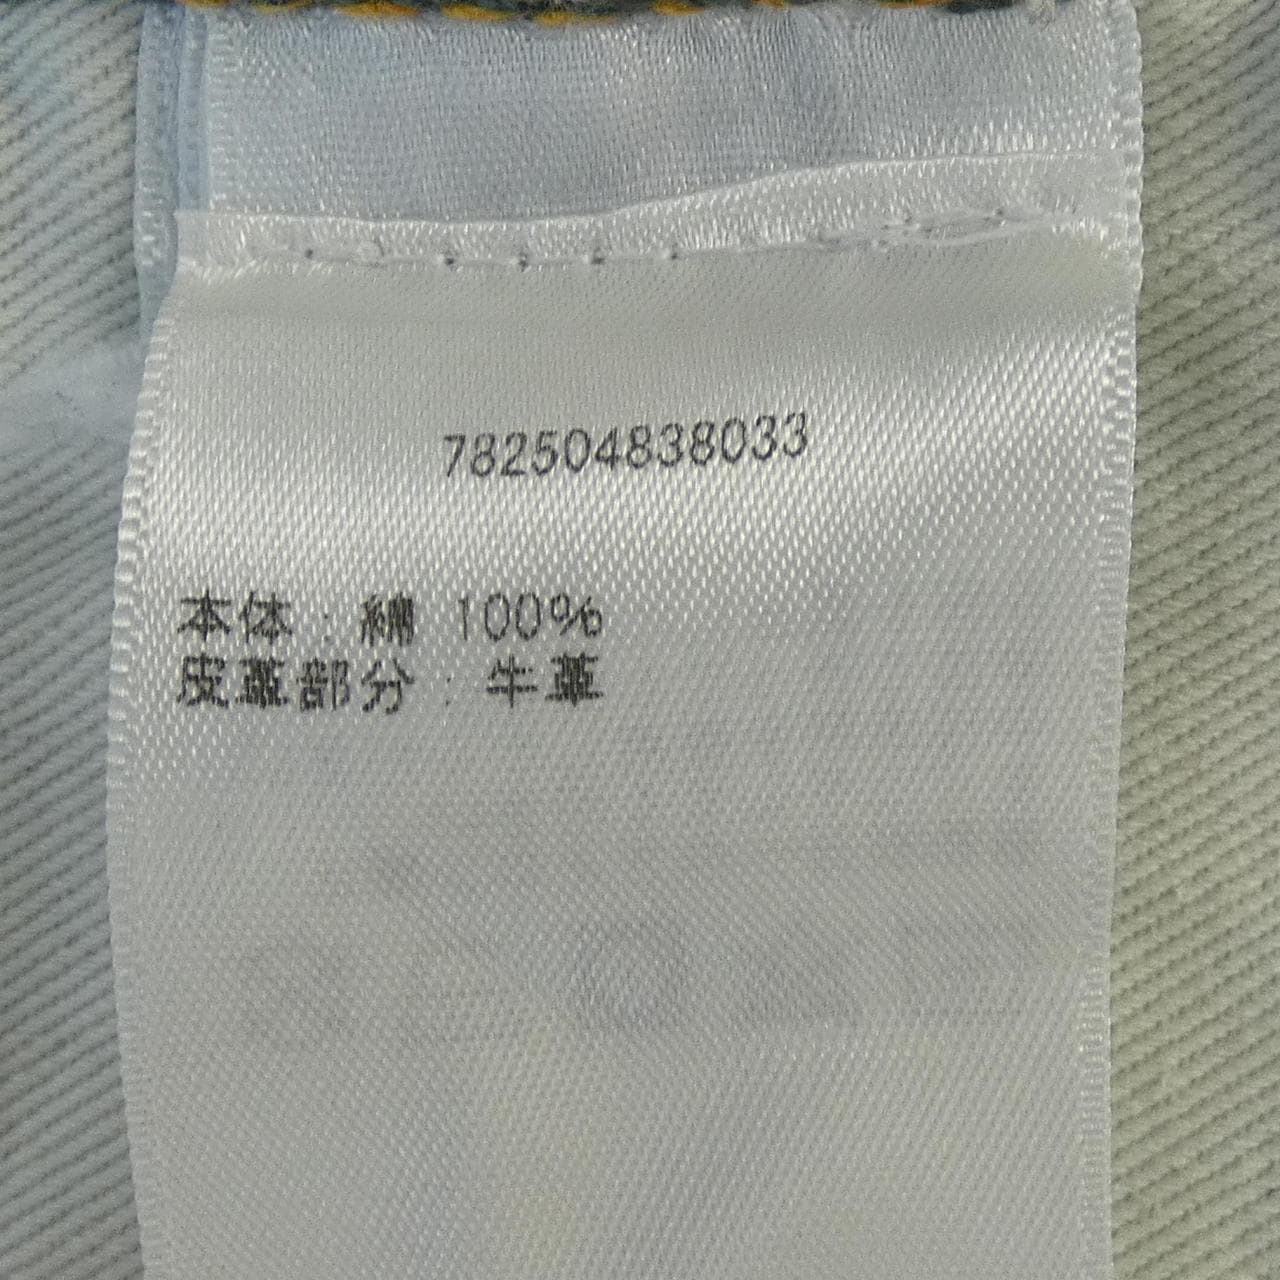 782504838033
本体 : 綿 100%
皮革部分 : 牛革